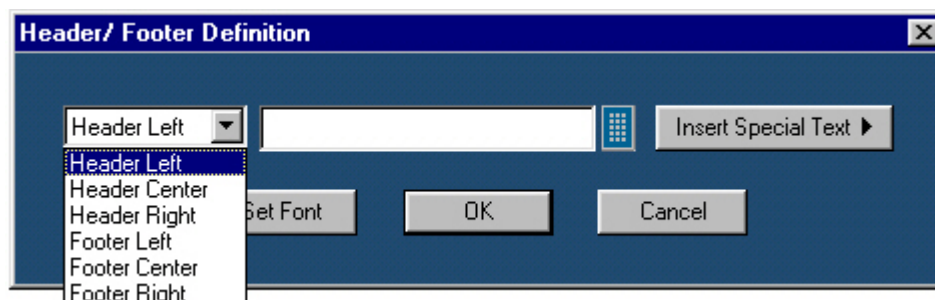 Header/ Footer Definition
Header Left
Insert Special Text
Header Left
Header Center
Header Right
Set Font
OK
Cancel
Footer Left
Footer Center
Footer Right